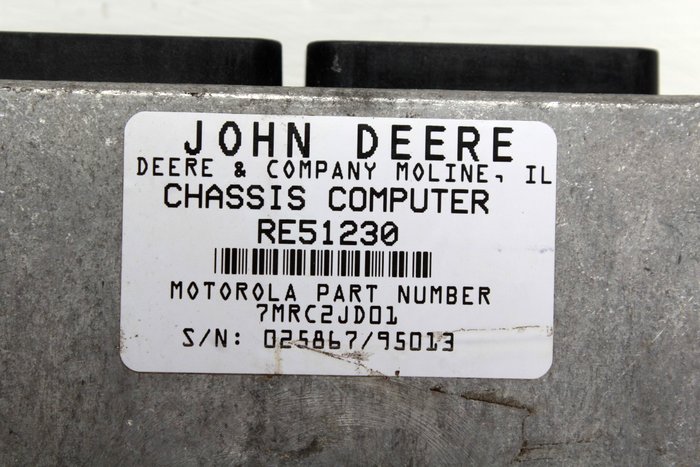 JOHN DEERE
DEERE & COMPANY MOLINE, IL
CHASSIS COMPUTER
RE51230
MOTOROLA PART NUMBER
7MRC2JD01
S/N: 025867/95013